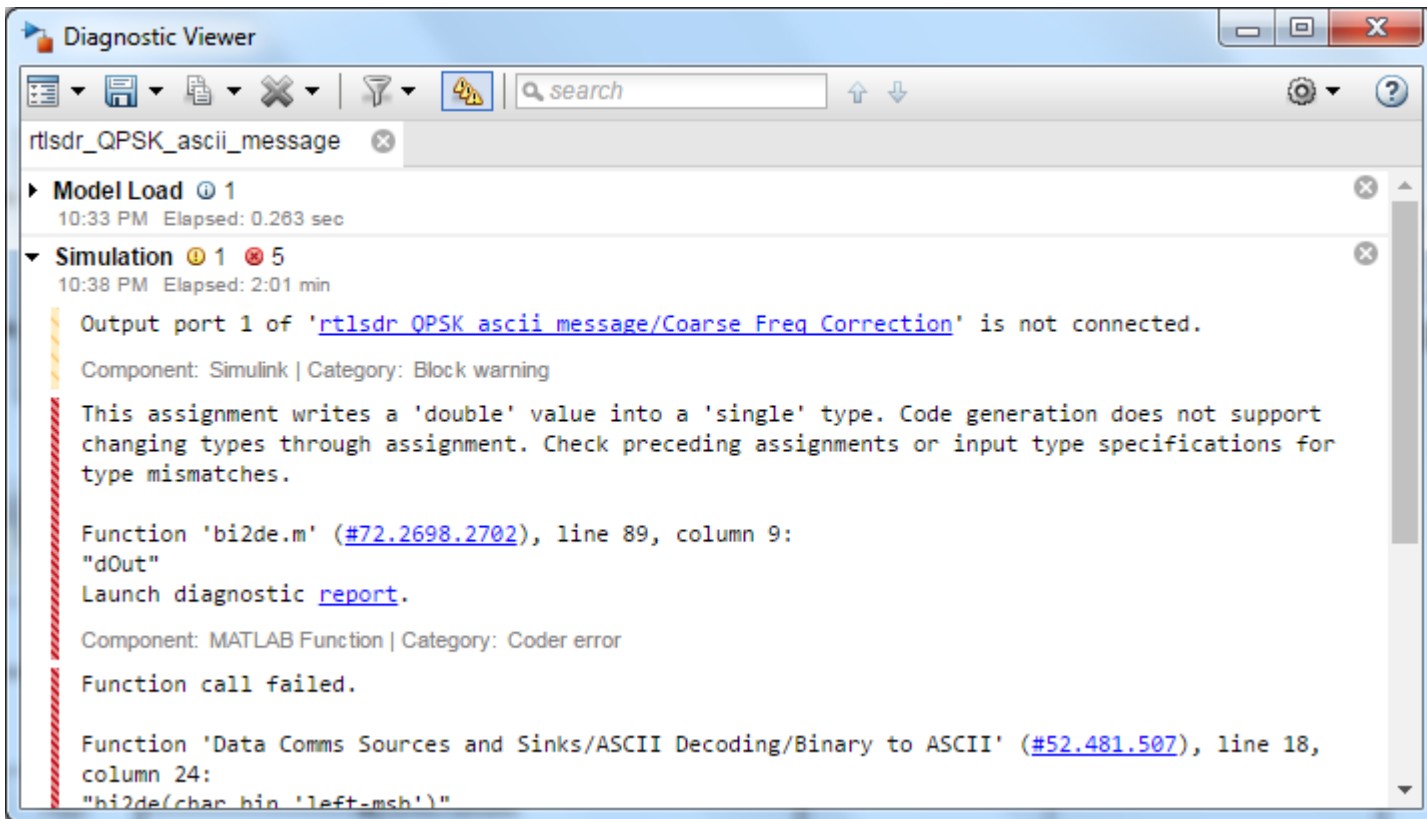 Diagnostic Viewer
search
rtlsdr_QPSK_ascii_message
Model Load 1
10:33 PM Elapsed: 0.263 sec
Simulation 1 5
10:38 PM Elapsed: 2:01 min
Output port 1 of 'rtlsdr_QPSK_ascii_message/Coarse Freq Correction' is not connected.
Component: Simulink | Category: Block warning
This assignment writes a 'double' value into a 'single' type. Code generation does not support
changing types through assignment. Check preceding assignments or input type specifications for
type mismatches.
Function 'bi2de.m' (#72.2698.2702), line 89, column 9:
"dOut"
Launch diagnostic report.
Component: MATLAB Function | Category: Coder error
Function call failed.
Function 'Data Comms Sources and Sinks/ASCII Decoding/Binary to ASCII' (#52.481.507), line 18,
column 24:
"bi2de(char_bin,'left-msb')"